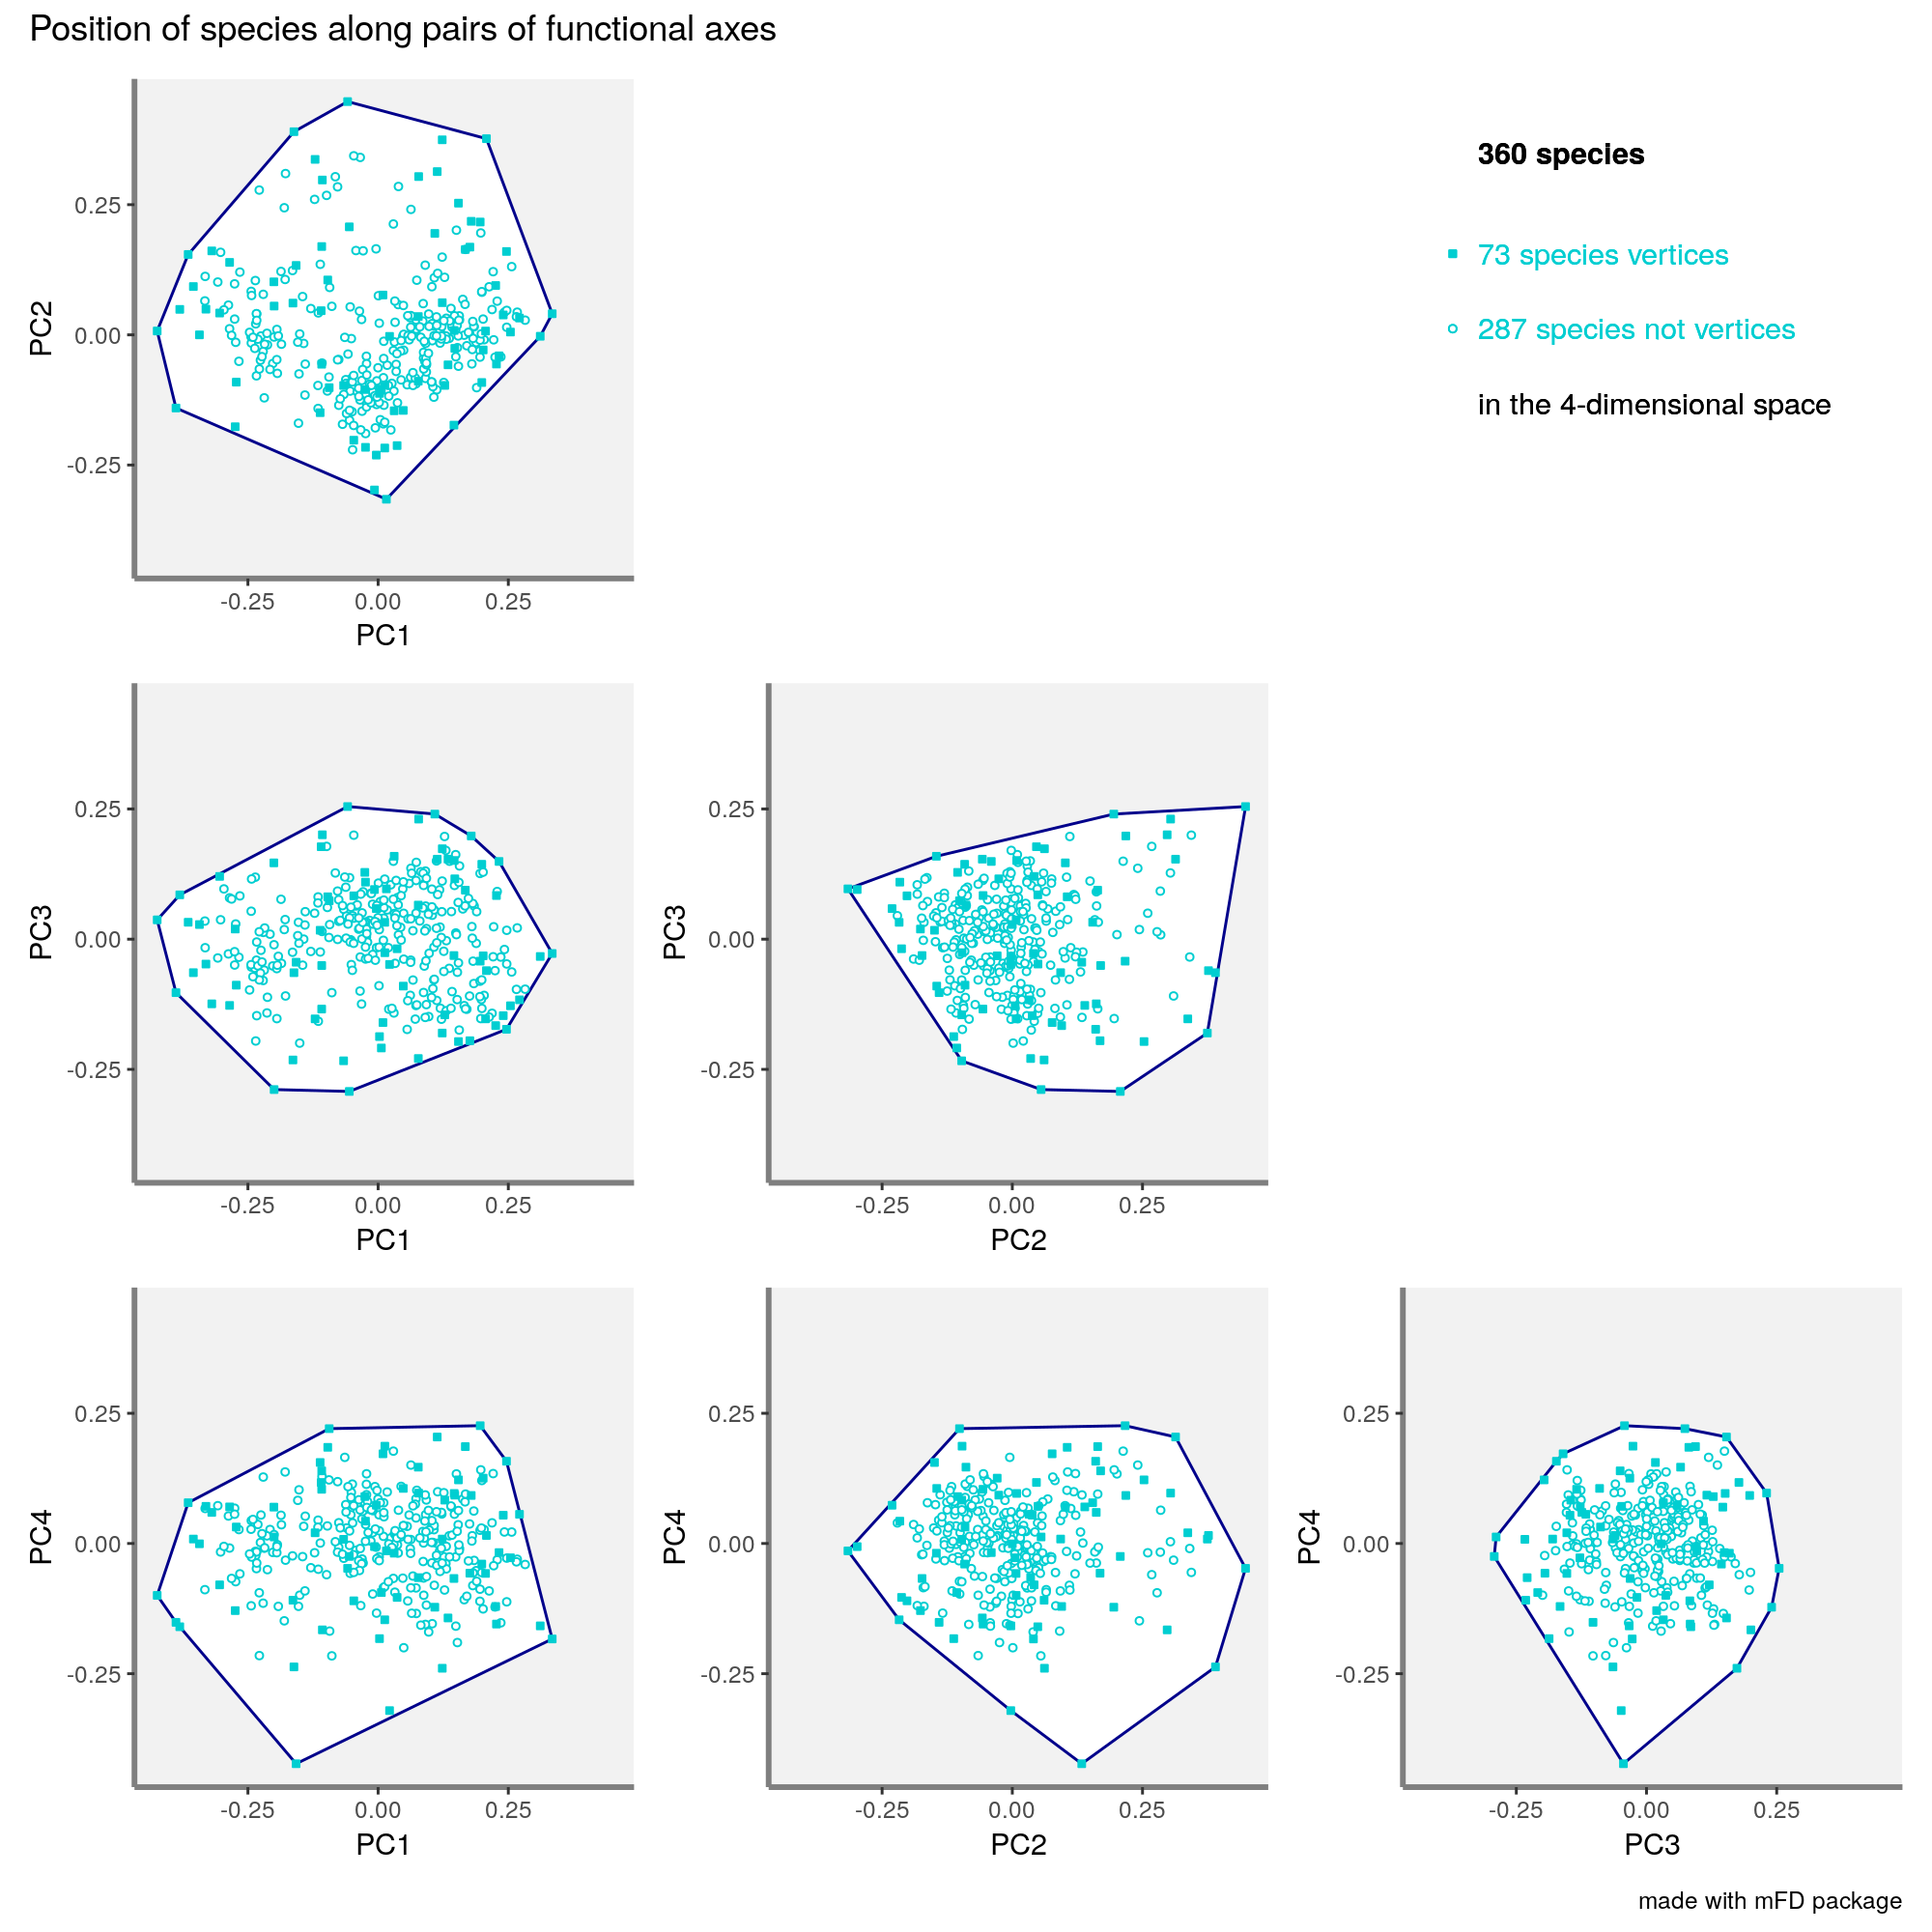 Position of species along pairs of functional axes
360 species
73 species vertices
287 species not vertices
in the 4-dimensional space
0.25
0.00
-0.25
PC2
-0.25 0.00 0.25
PC1
0.25
0.00
-0.25
PC3
-0.25 0.00 0.25
PC1
0.25
0.00
-0.25
PC3
-0.25 0.00 0.25
PC2
0.25
0.00
-0.25
PC4
-0.25 0.00 0.25
PC1
0.25
0.00
-0.25
PC4
-0.25 0.00 0.25
PC2
0.25
0.00
-0.25
PC4
-0.25 0.00 0.25
PC3
made with mFD package